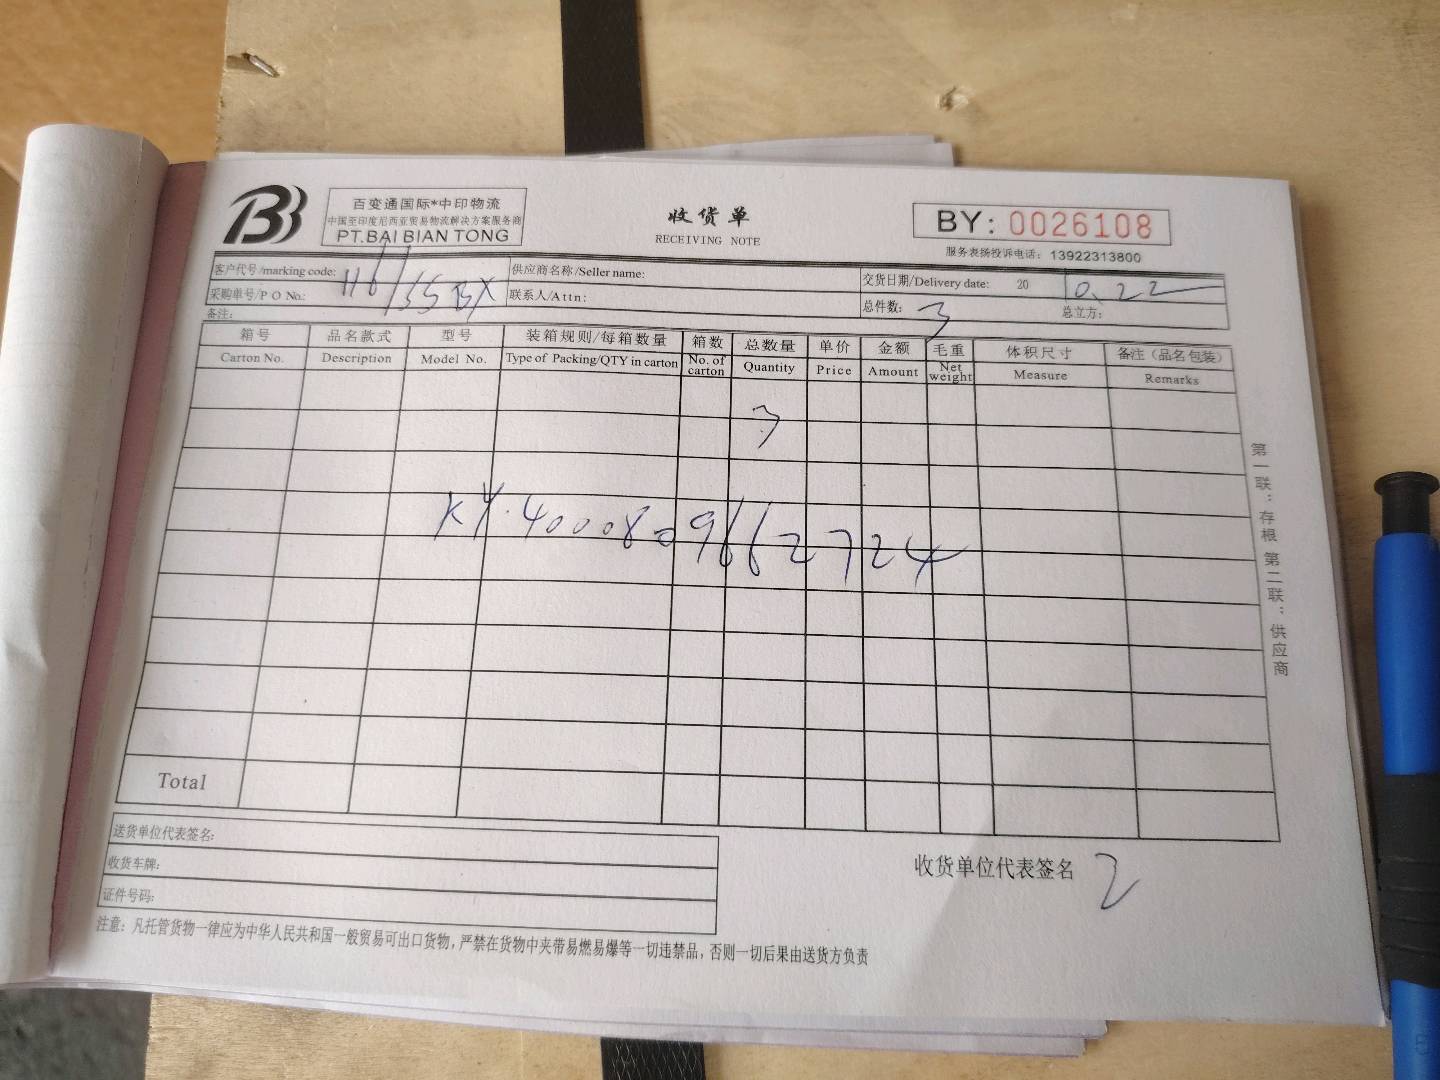 百变通国际*中印物流
中国至印度尼西亚贸易物流解决方案服务商
PT.BAI BIAN TONG
收货单
RECEIVING NOTE
BY: 0026108
服务表扬投诉电话: 13922313800
客户代号/marking code: H6/55BX 供应商名称/Seller name: 交货日期/Delivery date: 20 10.22
采购单号/P O No.: 联系人/Attn: 总件数: 3 总立方:
备注:
箱号 品名款式 型号 装箱规则/每箱数量 箱数 总数量 单价 金额 毛重 体积尺寸 备注（品名包装）
Carton No. Description Model No. Type of Packing/QTY in carton No. of carton Quantity Price Amount Net weight Measure Remarks
3
KY.4000809662724
Total
第一联：存根 第二联：供应商
送货单位代表签名:
收货车牌:
证件号码:
收货单位代表签名
注意: 凡托管货物一律应为中华人民共和国一般贸易可出口货物, 严禁在货物中夹带易燃易爆等一切违禁品, 否则一切后果由送货方负责